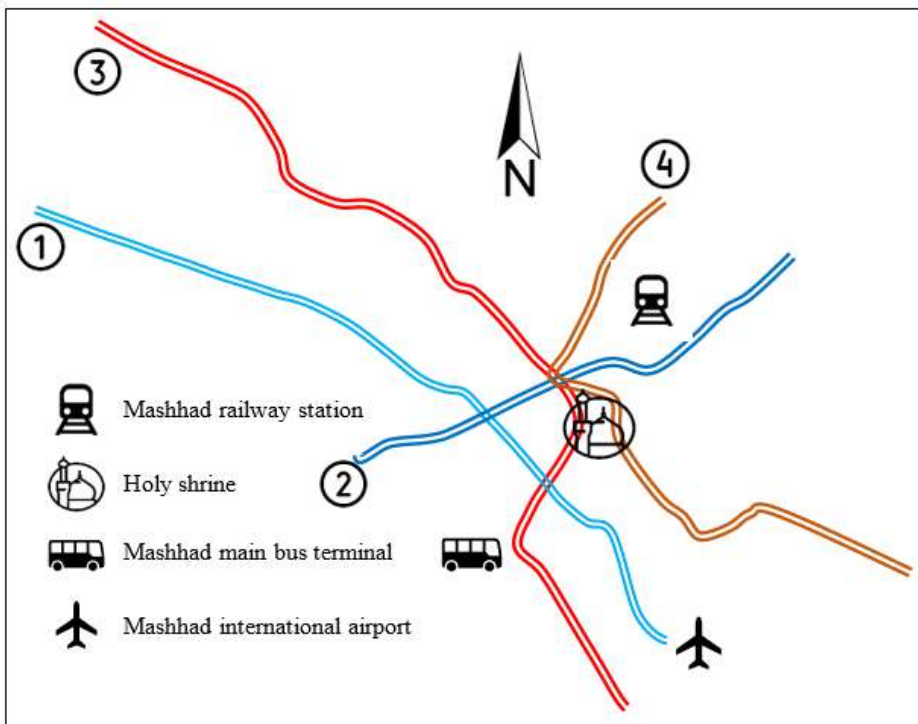 3
4
N
1
Mashhad railway station
2
Holy shrine
Mashhad main bus terminal
Mashhad international airport